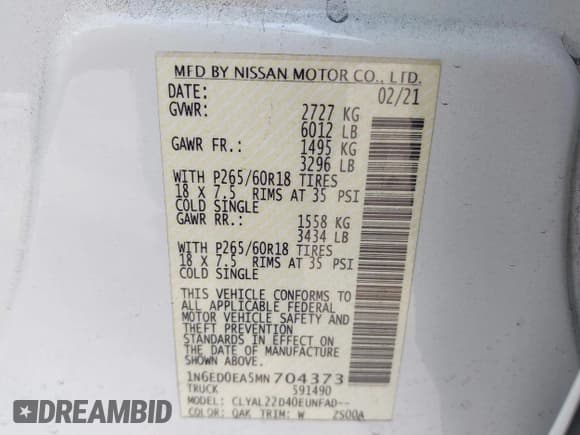 MFD BY NISSAN MOTOR CO., LTD.
DATE: 02/21
GVWR: 2727 KG
6012 LB
GAWR FR.: 1495 KG
3296 LB
WITH P265/60R18 TIRES
18 X 7.5 RIMS AT 35 PSI
COLD SINGLE
GAWR RR.: 1558 KG
3434 LB
WITH P265/60R18 TIRES
18 X 7.5 RIMS AT 35 PSI
COLD SINGLE
THIS VEHICLE CONFORMS TO
ALL APPLICABLE FEDERAL
MOTOR VEHICLE SAFETY AND
THEFT PREVENTION
STANDARDS IN EFFECT ON
THE DATE OF MANUFACTURE
SHOWN ABOVE.
1N6ED0EA5MN704373
TRUCK 591490
MODEL: CLYAL22D40EUNFAD--
COLOR: QAK TRIM: W 2S00A
DREAMBID